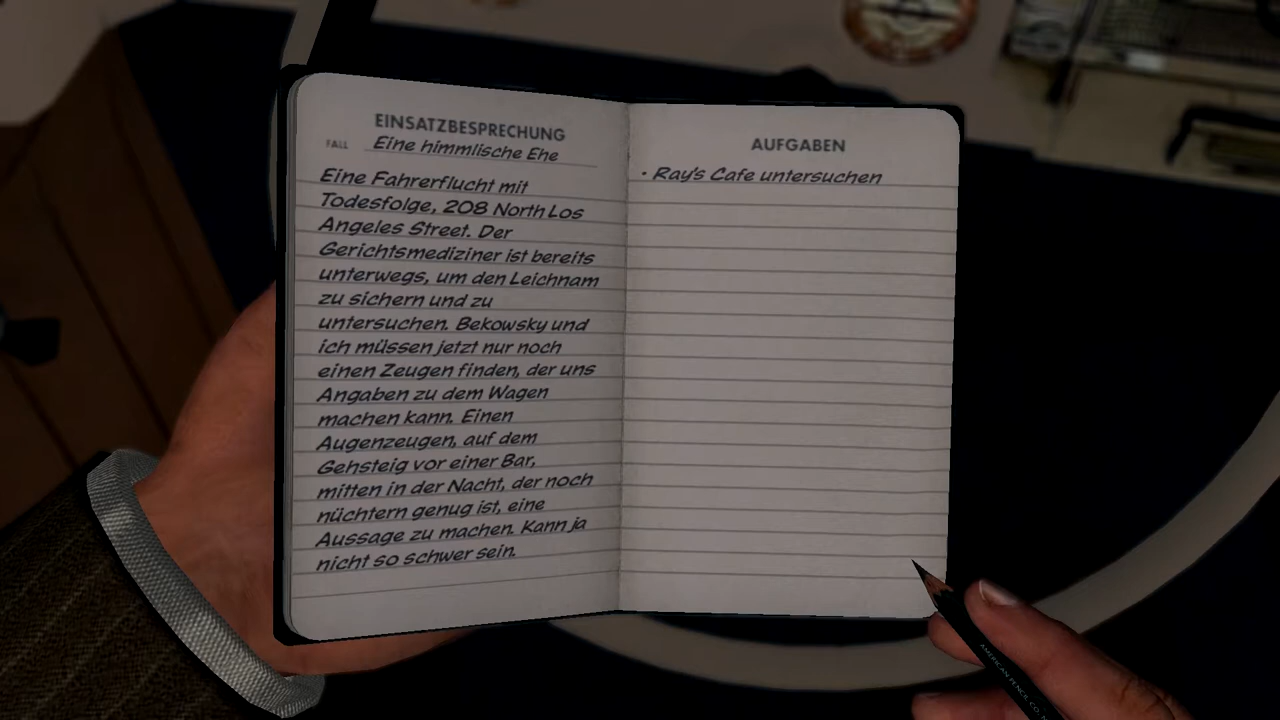 EINSATZBESPRECHUNG
FALL Eine himmlische Ehe
Eine Fahrerflucht mit
Todesfolge, 208 North Los
Angeles Street. Der
Gerichtsmediziner ist bereits
unterwegs, um den Leichnam
zu sichern und zu
untersuchen. Bekowsky und
ich müssen jetzt nur noch
einen Zeugen finden, der uns
Angaben zu dem Wagen
machen kann. Einen
Augenzeugen, auf dem
Gehsteig vor einer Bar,
mitten in der Nacht, der noch
nüchtern genug ist, eine
Aussage zu machen. Kann ja
nicht so schwer sein.
AUFGABEN
· Ray's Cafe untersuchen
AMERICAN PENCIL CO.